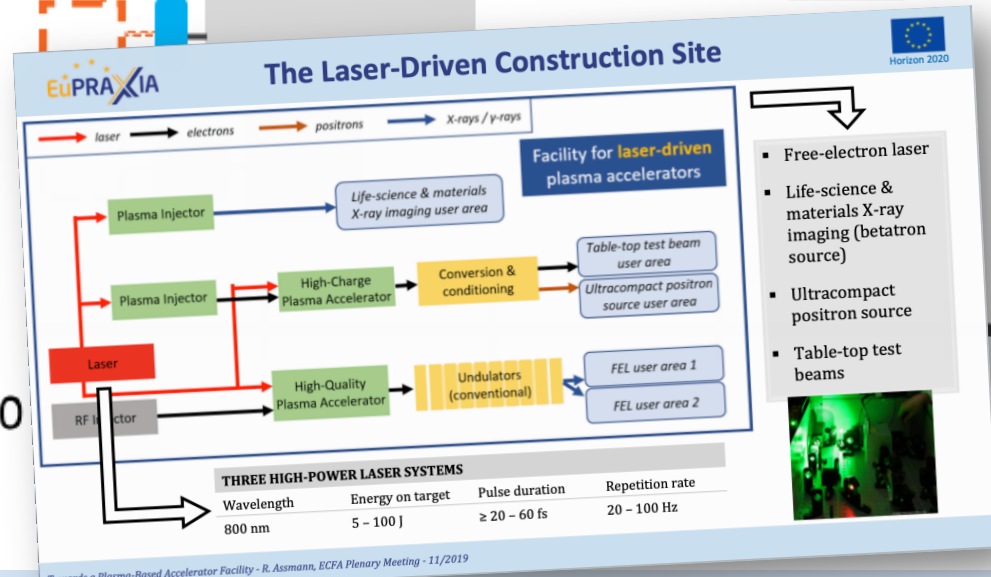 EuPRAXIA
The Laser-Driven Construction Site
Horizon 2020
laser
electrons
positrons
X-rays / γ-rays
Facility for laser-driven
plasma accelerators
Plasma Injector
Life-science & materials
X-ray imaging user area
Plasma Injector
High-Charge
Plasma Accelerator
Conversion &
conditioning
Table-top test beam
user area
Ultracompact positron
source user area
Laser
RF Injector
High-Quality
Plasma Accelerator
Undulators
(conventional)
FEL user area 1
FEL user area 2
▪ Free-electron laser
▪ Life-science &
materials X-ray
imaging (betatron
source)
▪ Ultracompact
positron source
▪ Table-top test
beams
0
THREE HIGH-POWER LASER SYSTEMS
Wavelength Energy on target Pulse duration Repetition rate
800 nm 5 – 100 J ≥ 20 – 60 fs 20 – 100 Hz
Plasma-Based Accelerator Facility - R. Assmann, ECFA Plenary Meeting - 11/2019